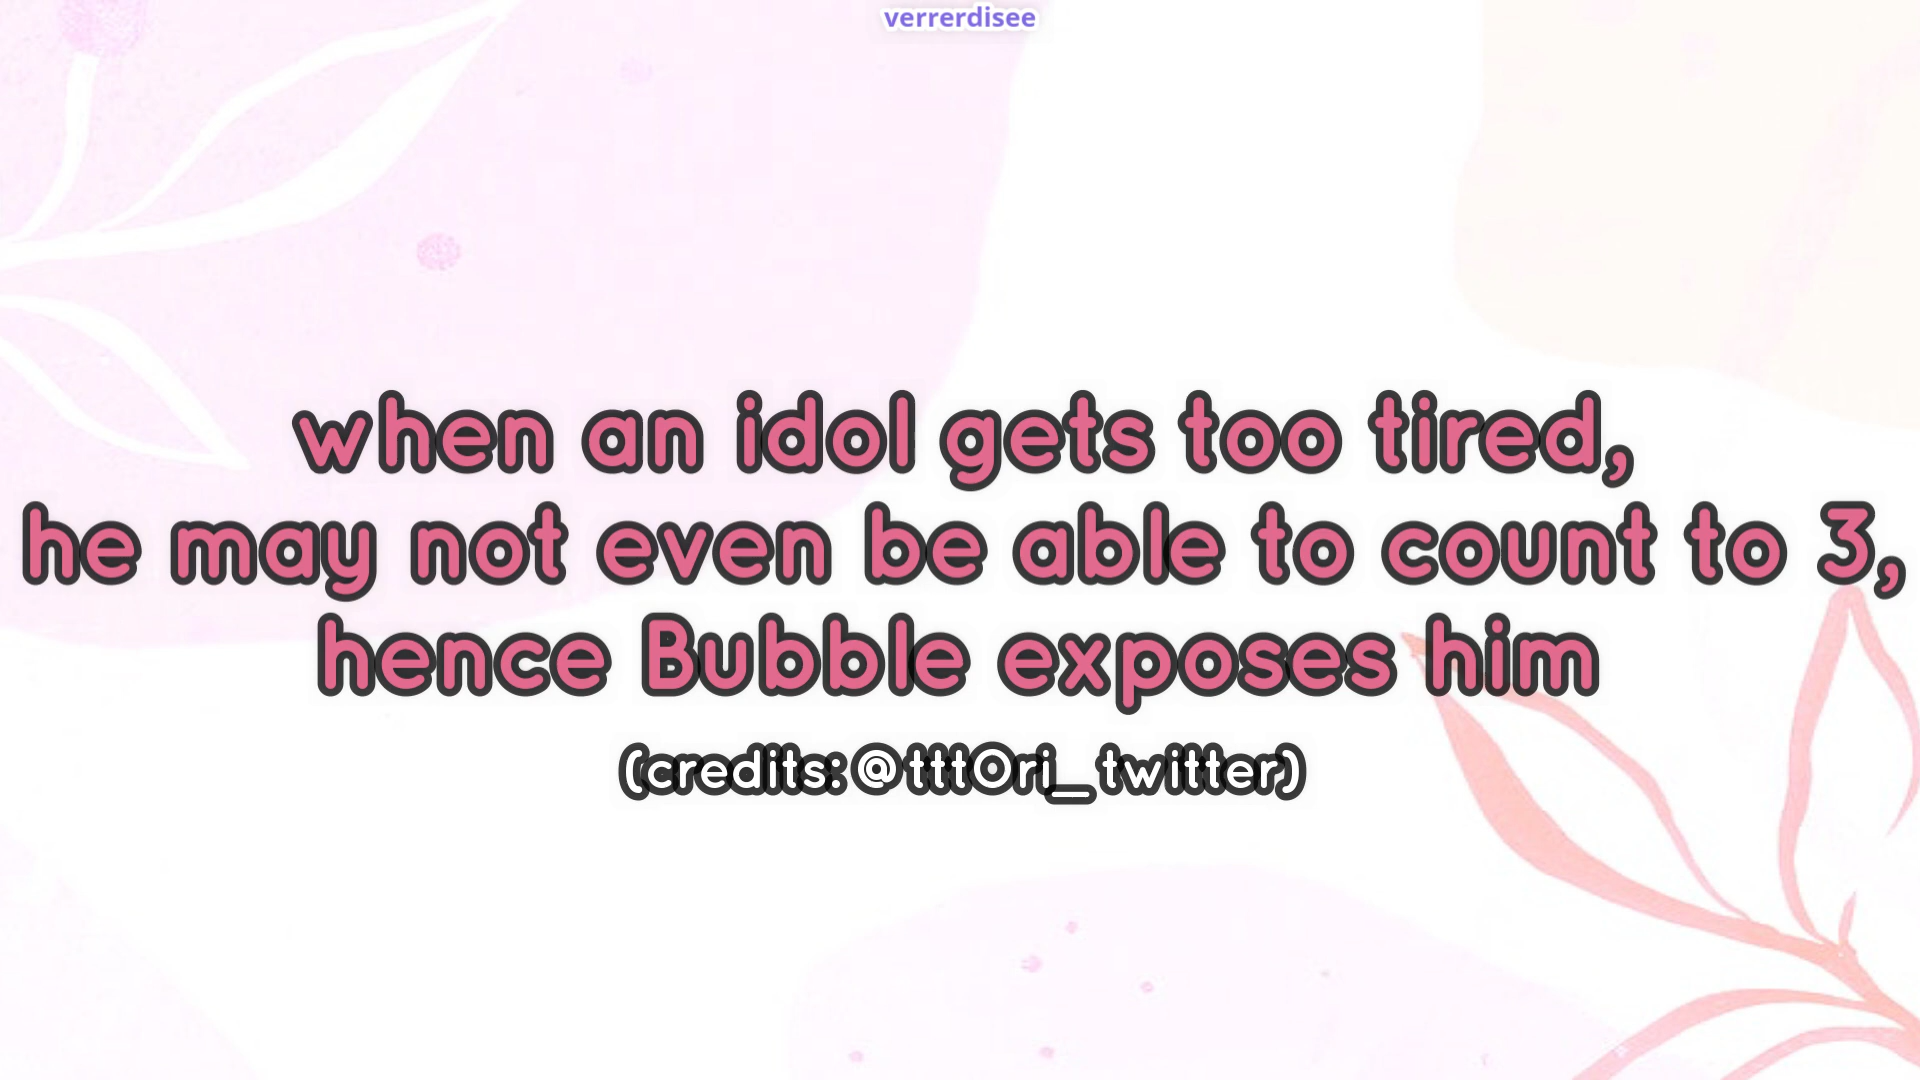 verrerdisee
when an idol gets too tired,
he may not even be able to count to 3,
hence Bubble exposes him
(credits: @ttt0ri_ twitter)